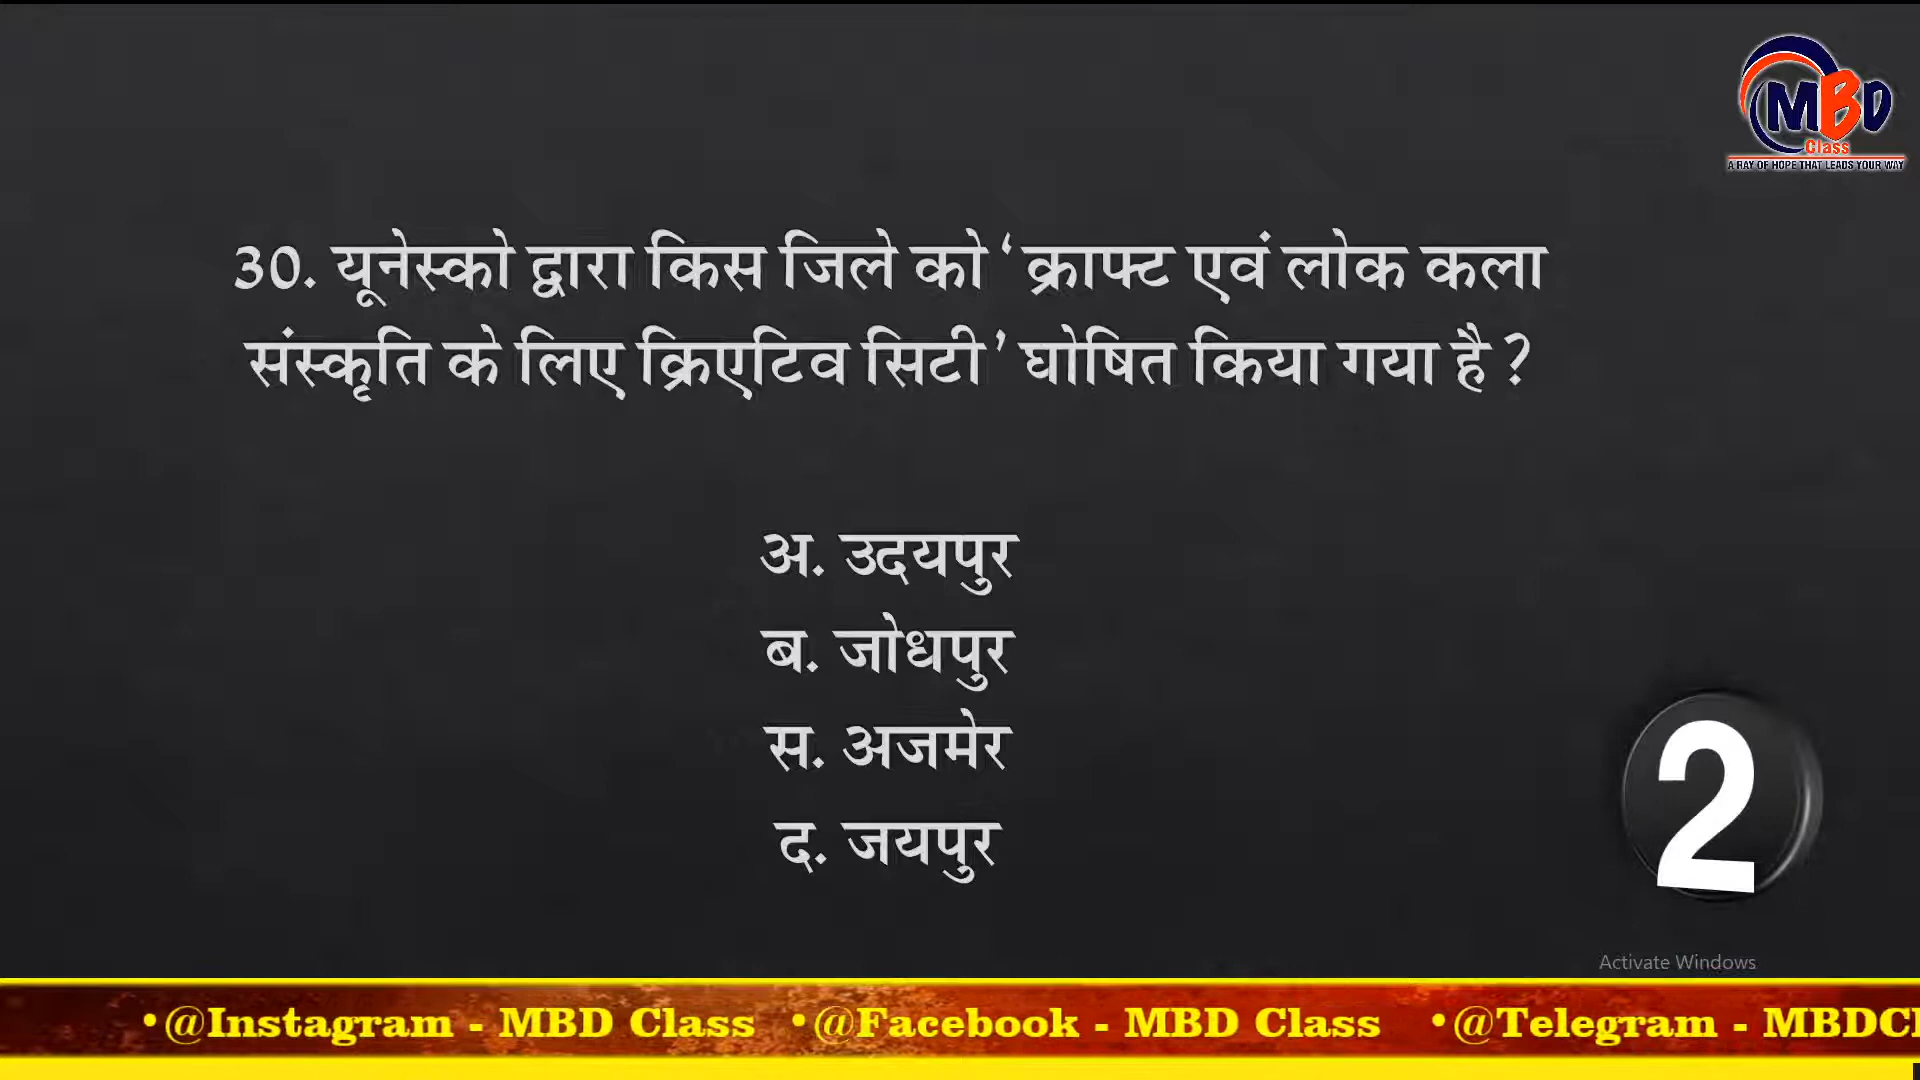 MBD
Class
A RAY OF HOPE THAT LEADS YOUR WAY
30. यूनेस्को द्वारा किस जिले को ‘क्राफ्ट एवं लोक कला
संस्कृति के लिए क्रिएटिव सिटी’ घोषित किया गया है ?
अ. उदयपुर
ब. जोधपुर
स. अजमेर
द. जयपुर
2
Activate Windows
•@Instagram - MBD Class •@Facebook - MBD Class •@Telegram - MBDCl